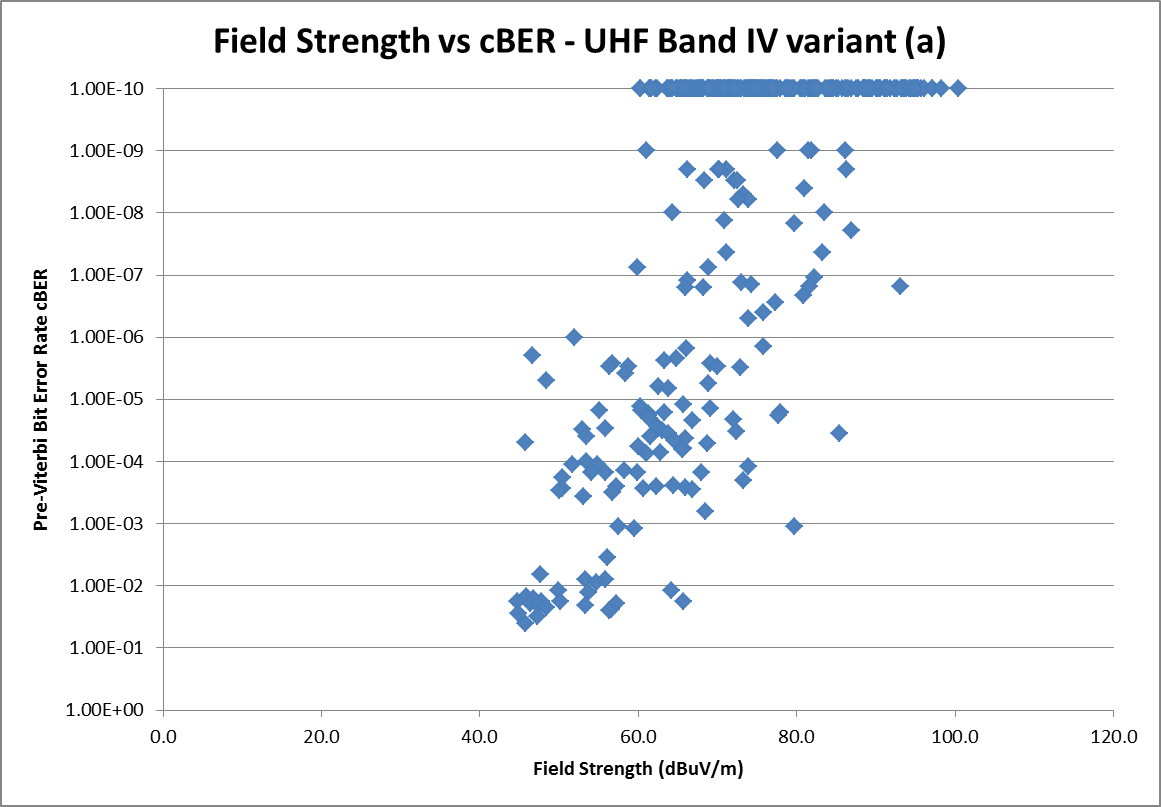 Field Strength vs cBER - UHF Band IV variant (a)
1.00E-10
1.00E-09
1.00E-08
1.00E-07
1.00E-06
1.00E-05
1.00E-04
1.00E-03
1.00E-02
1.00E-01
1.00E+00
Pre-Viterbi Bit Error Rate cBER
0.0 20.0 40.0 60.0 80.0 100.0 120.0
Field Strength (dBuV/m)